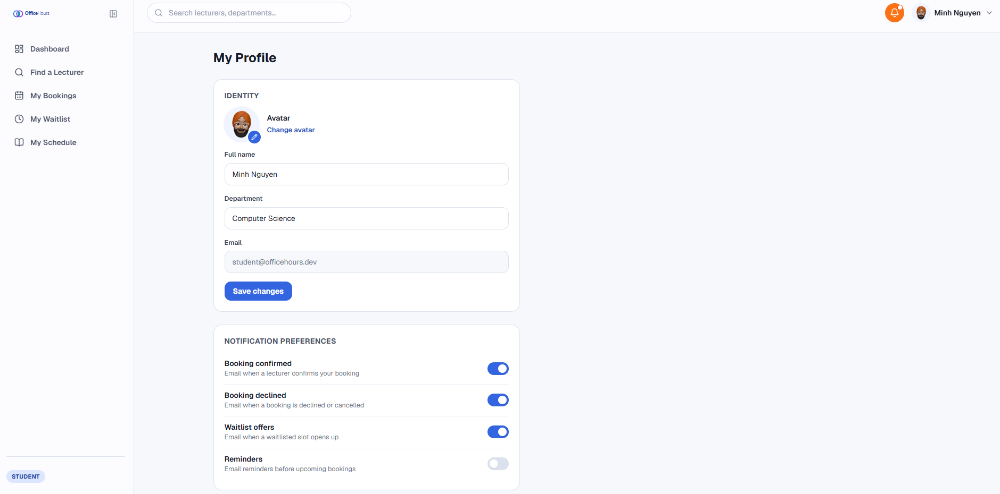 OfficeHours
Search lecturers, departments...
Minh Nguyen
Dashboard
Find a Lecturer
My Bookings
My Waitlist
My Schedule
STUDENT
My Profile
IDENTITY
Avatar
Change avatar
Full name
Minh Nguyen
Department
Computer Science
Email
student@officehours.dev
Save changes
NOTIFICATION PREFERENCES
Booking confirmed
Email when a lecturer confirms your booking
Booking declined
Email when a booking is declined or cancelled
Waitlist offers
Email when a waitlisted slot opens up
Reminders
Email reminders before upcoming bookings